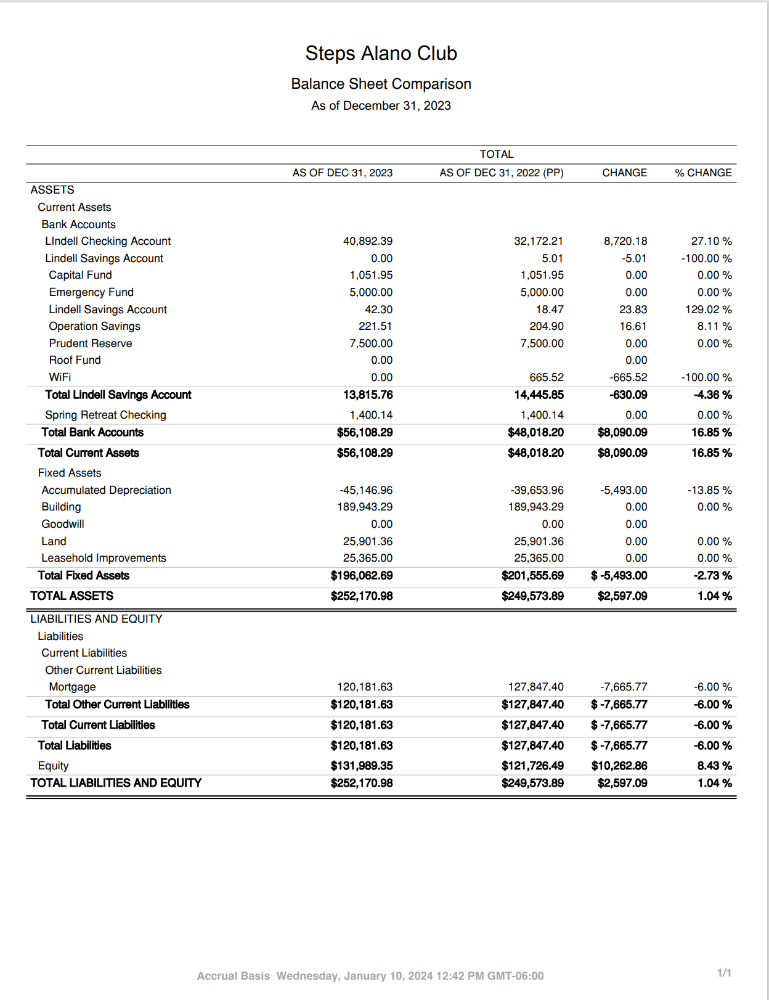 Steps Alano Club
Balance Sheet Comparison
As of December 31, 2023
TOTAL
AS OF DEC 31, 2023 AS OF DEC 31, 2022 (PP) CHANGE % CHANGE
ASSETS
Current Assets
Bank Accounts
LIndell Checking Account 40,892.39 32,172.21 8,720.18 27.10 %
Lindell Savings Account 0.00 5.01 -5.01 -100.00 %
Capital Fund 1,051.95 1,051.95 0.00 0.00 %
Emergency Fund 5,000.00 5,000.00 0.00 0.00 %
Lindell Savings Account 42.30 18.47 23.83 129.02 %
Operation Savings 221.51 204.90 16.61 8.11 %
Prudent Reserve 7,500.00 7,500.00 0.00 0.00 %
Roof Fund 0.00 0.00
WiFi 0.00 665.52 -665.52 -100.00 %
Total Lindell Savings Account 13,815.76 14,445.85 -630.09 -4.36 %
Spring Retreat Checking 1,400.14 1,400.14 0.00 0.00 %
Total Bank Accounts $56,108.29 $48,018.20 $8,090.09 16.85 %
Total Current Assets $56,108.29 $48,018.20 $8,090.09 16.85 %
Fixed Assets
Accumulated Depreciation -45,146.96 -39,653.96 -5,493.00 -13.85 %
Building 189,943.29 189,943.29 0.00 0.00 %
Goodwill 0.00 0.00 0.00
Land 25,901.36 25,901.36 0.00 0.00 %
Leasehold Improvements 25,365.00 25,365.00 0.00 0.00 %
Total Fixed Assets $196,062.69 $201,555.69 $ -5,493.00 -2.73 %
TOTAL ASSETS $252,170.98 $249,573.89 $2,597.09 1.04 %
LIABILITIES AND EQUITY
Liabilities
Current Liabilities
Other Current Liabilities
Mortgage 120,181.63 127,847.40 -7,665.77 -6.00 %
Total Other Current Liabilities $120,181.63 $127,847.40 $ -7,665.77 -6.00 %
Total Current Liabilities $120,181.63 $127,847.40 $ -7,665.77 -6.00 %
Total Liabilities $120,181.63 $127,847.40 $ -7,665.77 -6.00 %
Equity $131,989.35 $121,726.49 $10,262.86 8.43 %
TOTAL LIABILITIES AND EQUITY $252,170.98 $249,573.89 $2,597.09 1.04 %
Accrual Basis Wednesday, January 10, 2024 12:42 PM GMT-06:00 1/1